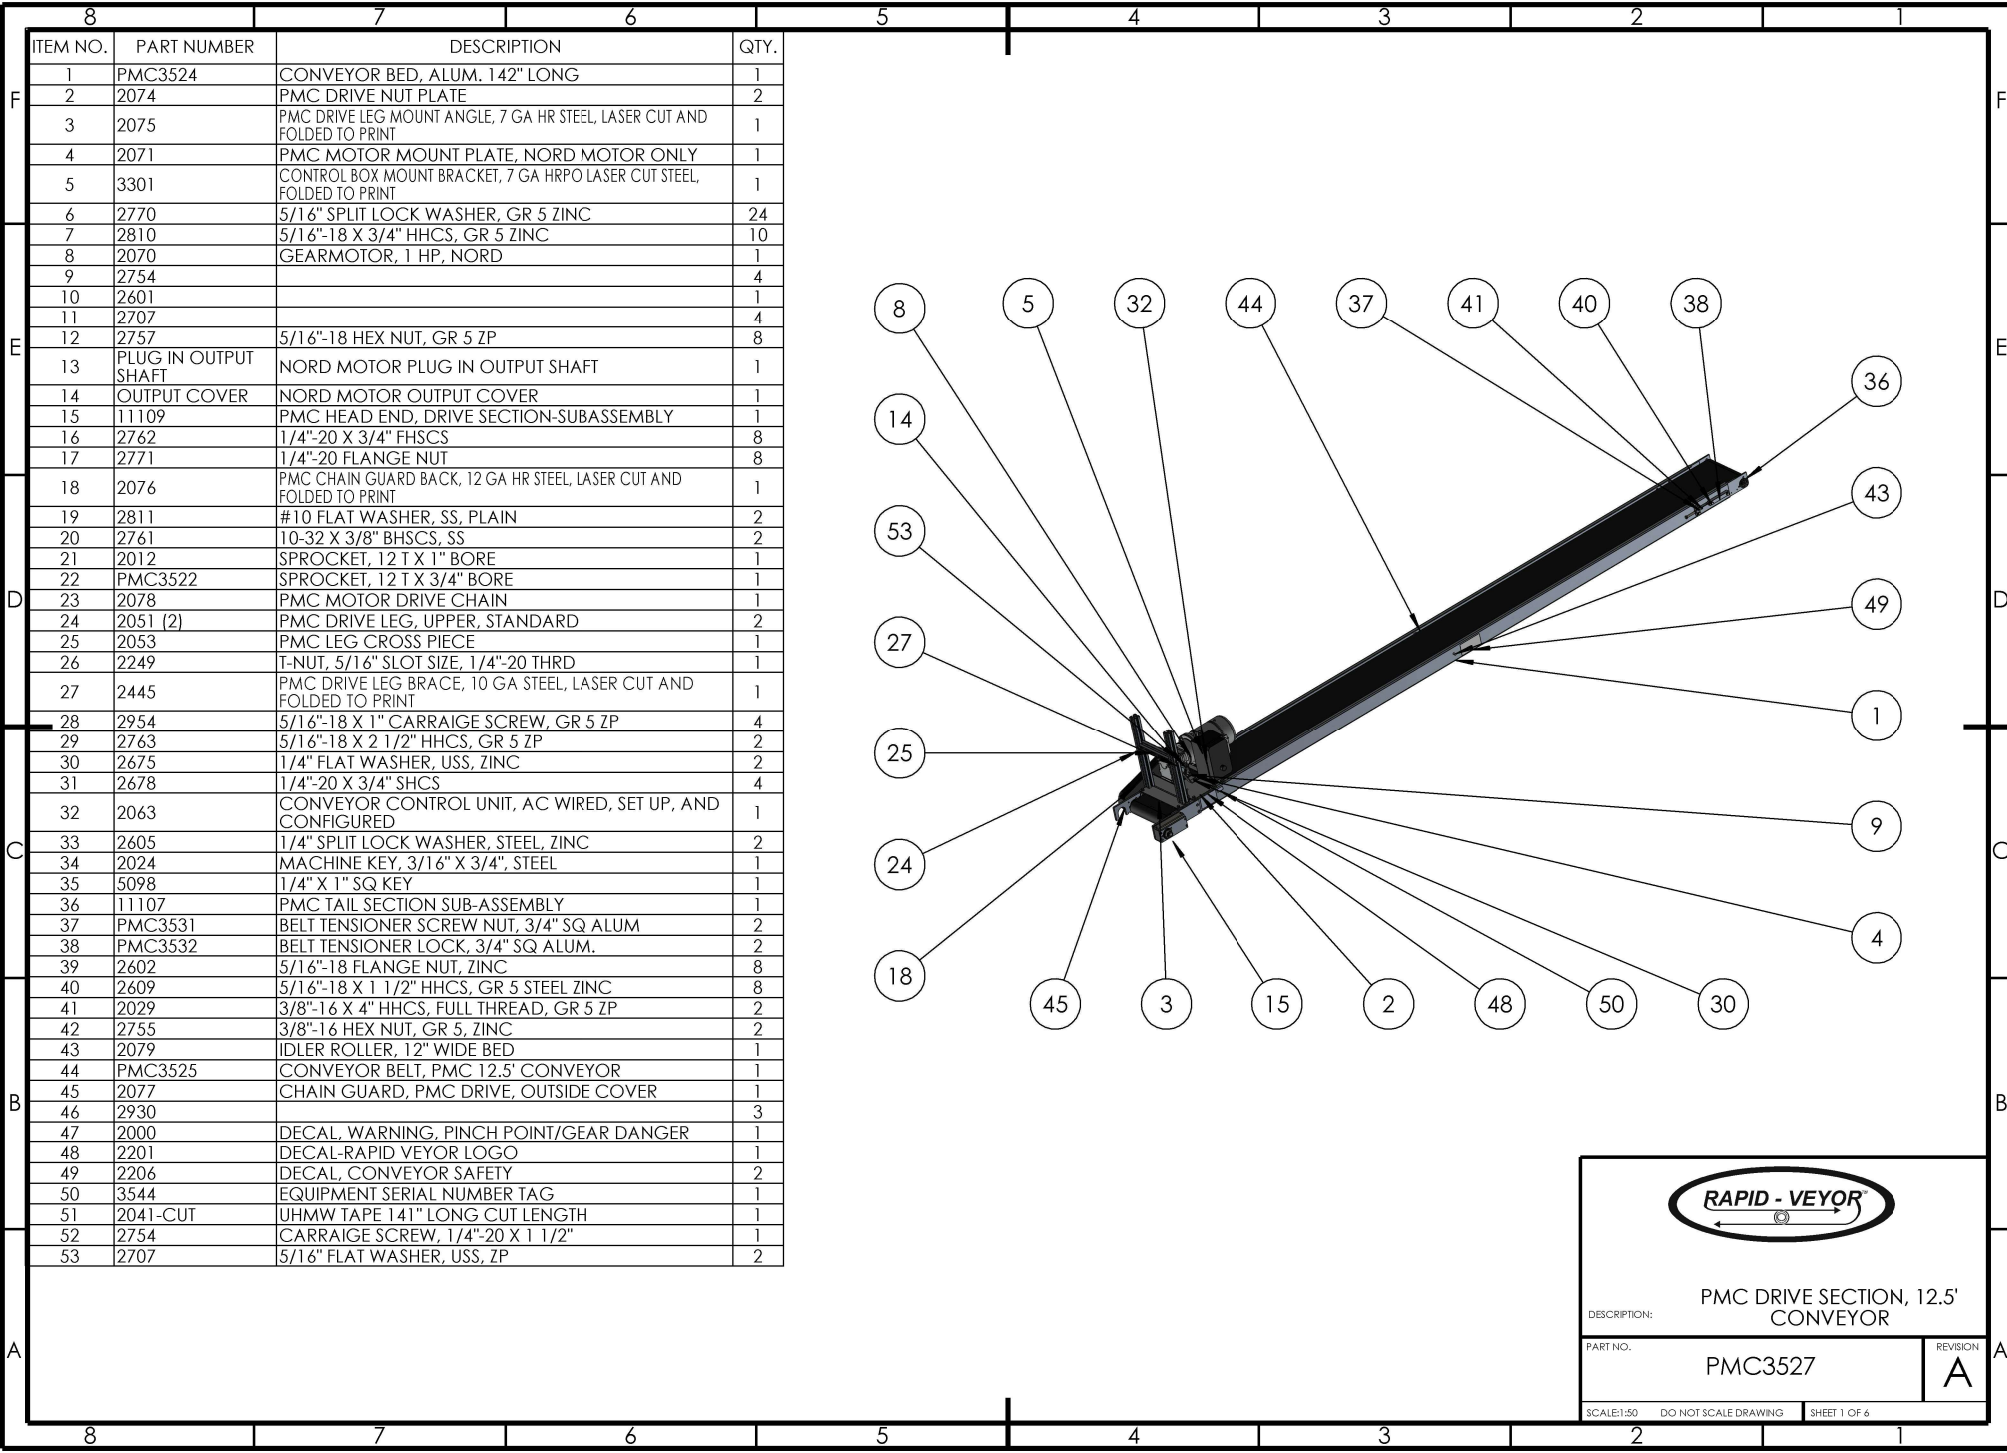 8 7 6 5 4 3 2 1
ITEM NO. PART NUMBER DESCRIPTION QTY.
1 PMC3524 CONVEYOR BED, ALUM. 142" LONG 1
2 2074 PMC DRIVE NUT PLATE 2
3 2075 PMC DRIVE LEG MOUNT ANGLE, 7 GA HR STEEL, LASER CUT AND
FOLDED TO PRINT 1
4 2071 PMC MOTOR MOUNT PLATE, NORD MOTOR ONLY 1
5 3301 CONTROL BOX MOUNT BRACKET, 7 GA HRPO LASER CUT STEEL,
FOLDED TO PRINT 1
6 2770 5/16" SPLIT LOCK WASHER, GR 5 ZINC 24
7 2810 5/16"-18 X 3/4" HHCS, GR 5 ZINC 10
8 2070 GEARMOTOR, 1 HP, NORD 1
9 2754 4
10 2601 1
11 2707 4
12 2757 5/16"-18 HEX NUT, GR 5 ZP 8
13 PLUG IN OUTPUT
SHAFT NORD MOTOR PLUG IN OUTPUT SHAFT 1
14 OUTPUT COVER NORD MOTOR OUTPUT COVER 1
15 11109 PMC HEAD END, DRIVE SECTION-SUBASSEMBLY 1
16 2762 1/4"-20 X 3/4" FHSCS 8
17 2771 1/4"-20 FLANGE NUT 8
18 2076 PMC CHAIN GUARD BACK, 12 GA HR STEEL, LASER CUT AND
FOLDED TO PRINT 1
19 2811 #10 FLAT WASHER, SS, PLAIN 2
20 2761 10-32 X 3/8" BHSCS, SS 2
21 2012 SPROCKET, 12 T X 1" BORE 1
22 PMC3522 SPROCKET, 12 T X 3/4" BORE 1
23 2078 PMC MOTOR DRIVE CHAIN 1
24 2051 (2) PMC DRIVE LEG, UPPER, STANDARD 2
25 2053 PMC LEG CROSS PIECE 1
26 2249 T-NUT, 5/16" SLOT SIZE, 1/4"-20 THRD 1
27 2445 PMC DRIVE LEG BRACE, 10 GA STEEL, LASER CUT AND
FOLDED TO PRINT 1
28 2954 5/16"-18 X 1" CARRAIGE SCREW, GR 5 ZP 4
29 2763 5/16"-18 X 2 1/2" HHCS, GR 5 ZP 2
30 2675 1/4" FLAT WASHER, USS, ZINC 2
31 2678 1/4"-20 X 3/4" SHCS 4
32 2063 CONVEYOR CONTROL UNIT, AC WIRED, SET UP, AND
CONFIGURED 1
33 2605 1/4" SPLIT LOCK WASHER, STEEL, ZINC 2
34 2024 MACHINE KEY, 3/16" X 3/4", STEEL 1
35 5098 1/4" X 1" SQ KEY 1
36 11107 PMC TAIL SECTION SUB-ASSEMBLY 1
37 PMC3531 BELT TENSIONER SCREW NUT, 3/4" SQ ALUM 2
38 PMC3532 BELT TENSIONER LOCK, 3/4" SQ ALUM. 2
39 2602 5/16"-18 FLANGE NUT, ZINC 8
40 2609 5/16"-18 X 1 1/2" HHCS, GR 5 STEEL ZINC 8
41 2029 3/8"-16 X 4" HHCS, FULL THREAD, GR 5 ZP 2
42 2755 3/8"-16 HEX NUT, GR 5, ZINC 2
43 2079 IDLER ROLLER, 12" WIDE BED 1
44 PMC3525 CONVEYOR BELT, PMC 12.5' CONVEYOR 1
45 2077 CHAIN GUARD, PMC DRIVE, OUTSIDE COVER 1
46 2930 3
47 2000 DECAL, WARNING, PINCH POINT/GEAR DANGER 1
48 2201 DECAL-RAPID VEYOR LOGO 1
49 2206 DECAL, CONVEYOR SAFETY 2
50 3544 EQUIPMENT SERIAL NUMBER TAG 1
51 2041-CUT UHMW TAPE 141" LONG CUT LENGTH 1
52 2754 CARRAIGE SCREW, 1/4"-20 X 1 1/2" 1
53 2707 5/16" FLAT WASHER, USS, ZP 2
F
E
D
C
B
A
8 5 32 44 37 41 40 38
36
14
43
53
49
27
1
25
9
24
4
18
45 3 15 2 48 50 30
F
E
D
C
B
A
RAPID - VEYOR™
DESCRIPTION: PMC DRIVE SECTION, 12.5'
CONVEYOR
PART NO. REVISION
PMC3527 A
SCALE:1:50 DO NOT SCALE DRAWING SHEET 1 OF 6
8 7 6 5 4 3 2 1